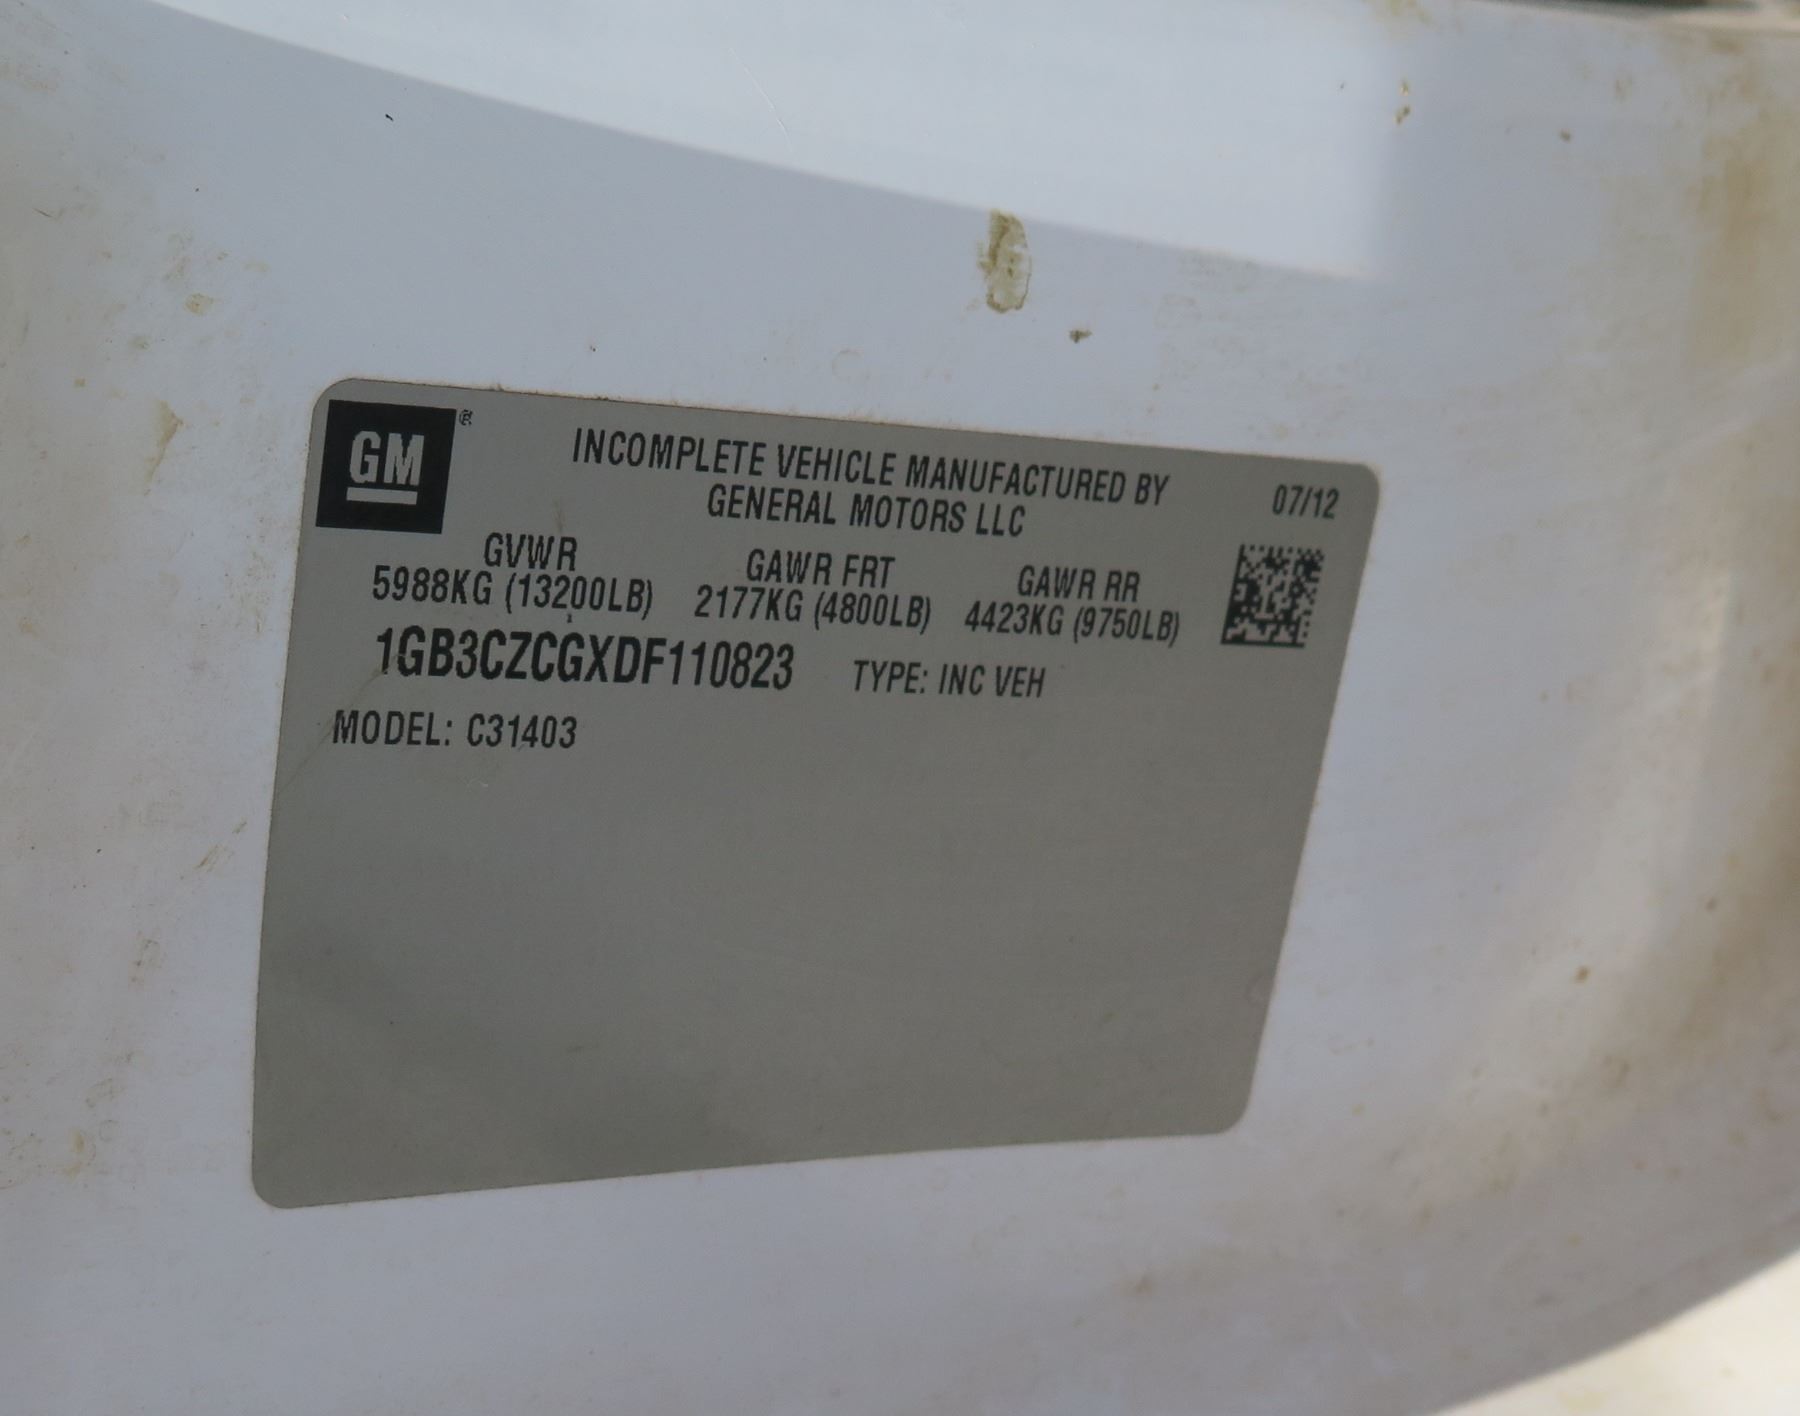 GM®
INCOMPLETE VEHICLE MANUFACTURED BY
GENERAL MOTORS LLC
07/12
GVWR GAWR FRT GAWR RR
5988KG (13200LB) 2177KG (4800LB) 4423KG (9750LB)
1GB3CZCGXDF110823 TYPE: INC VEH
MODEL: C31403